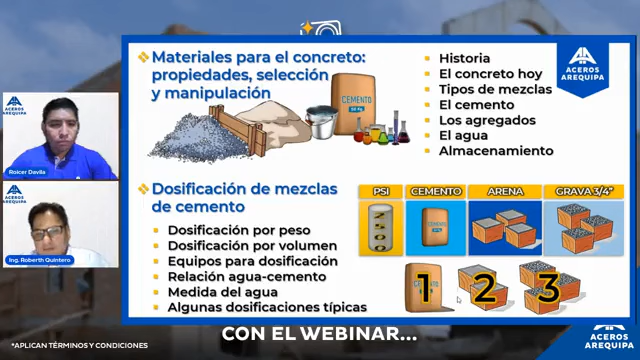 Materiales para el concreto:
propiedades, selección
y manipulación
CEMENTO
Historia
El concreto hoy
Tipos de mezclas
El cemento
Los agregados
El agua
Almacenamiento
ACEROS
AREQUIPA
ACEROS
AREQUIPA
Roicer Davila
ACEROS
AREQUIPA
Ing. Roberth Quintero
Dosificación de mezclas
de cemento
Dosificación por peso
Dosificación por volumen
Equipos para dosificación
Relación agua-cemento
Medida del agua
Algunas dosificaciones típicas
PSI
CEMENTO
ARENA
GRAVA 3/4"
1
2
3
CON EL WEBINAR...
*APLICAN TÉRMINOS Y CONDICIONES
ACEROS
AREQUIPA